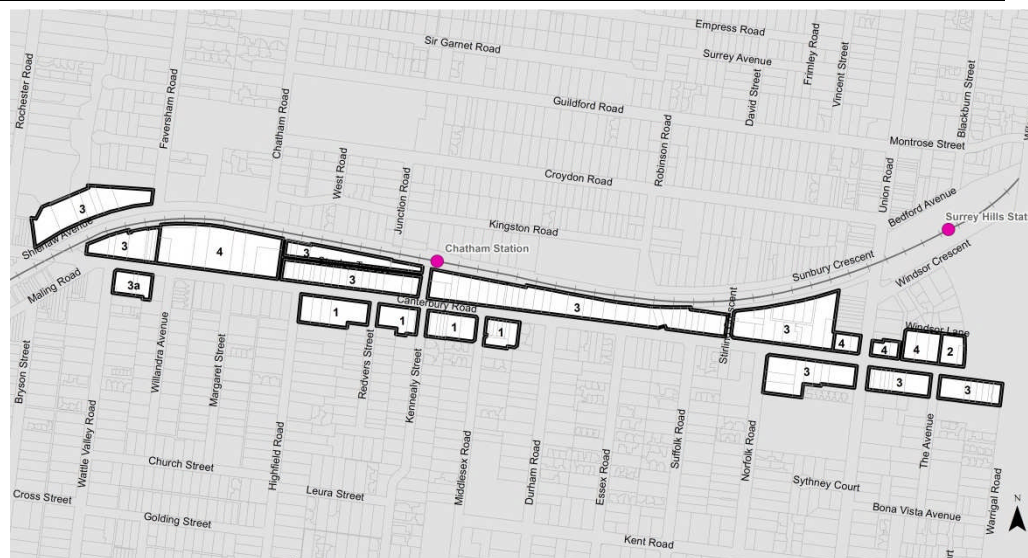 Empress Road
Sir Garnet Road
Surrey Avenue
Frimley Road
Vincent Street
David Street
Blackburn Street
Rochester Road
Faversham Road
Chatham Road
Guildford Road
Montrose Street
West Road
Junction Road
Robinson Road
Croydon Road
Union Road
Bedford Avenue
Kingston Road
Surrey Hills Stat
Chatham Station
3
Shierlaw Avenue
3
4
3
3
Sunbury Crescent
Windsor Crescent
Maling Road
3a
Canterbury Road
3
1
1
1
1
3
Windsor Lane
4
4
4
2
3
3
3
Bryson Street
Willandra Avenue
Margaret Street
Redvers Street
Kennealy Street
Wattle Valley Road
Highfield Road
Middlesex Road
Durham Road
Essex Road
Suffolk Road
Norfolk Road
The Avenue
Warrigal Road
Church Street
Leura Street
Sythney Court
Cross Street
Golding Street
Bona Vista Avenue
Kent Road
N